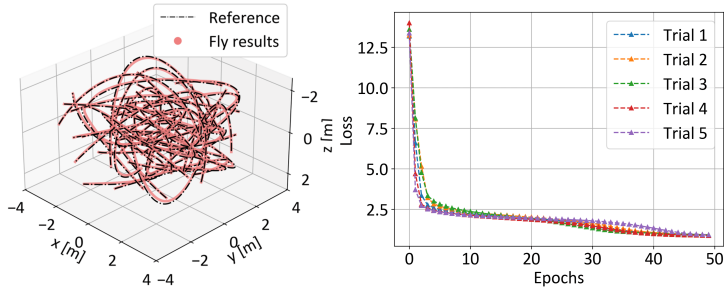 Reference
Fly results
−2
0
2
z [m]
−4
−2
0
2
4
x [m]
−4
−2
0
2
4
y [m]
12.5
10.0
7.5
5.0
2.5
Loss
0
10
20
30
40
50
Epochs
Trial 1
Trial 2
Trial 3
Trial 4
Trial 5